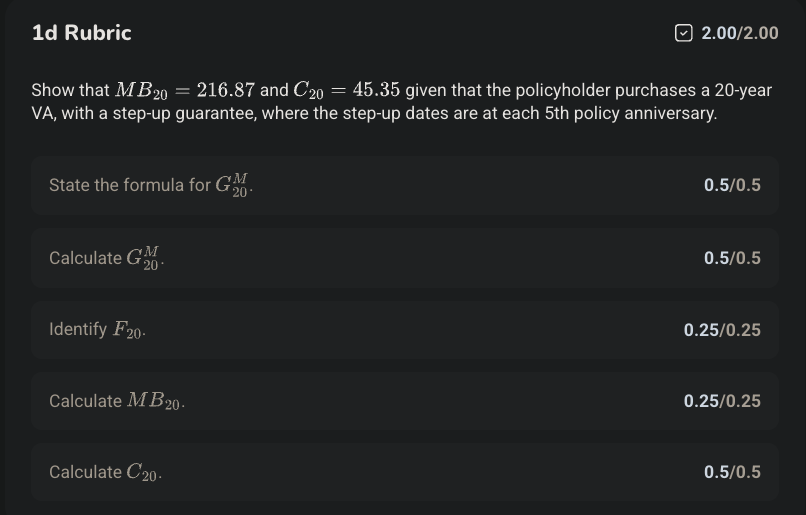 1d Rubric
2.00/2.00
Show that $MB_{20} = 216.87$ and $C_{20} = 45.35$ given that the policyholder purchases a 20-year
VA, with a step-up guarantee, where the step-up dates are at each 5th policy anniversary.
State the formula for $G_{20}^{M}$.
0.5/0.5
Calculate $G_{20}^{M}$.
0.5/0.5
Identify $F_{20}$.
0.25/0.25
Calculate $MB_{20}$.
0.25/0.25
Calculate $C_{20}$.
0.5/0.5